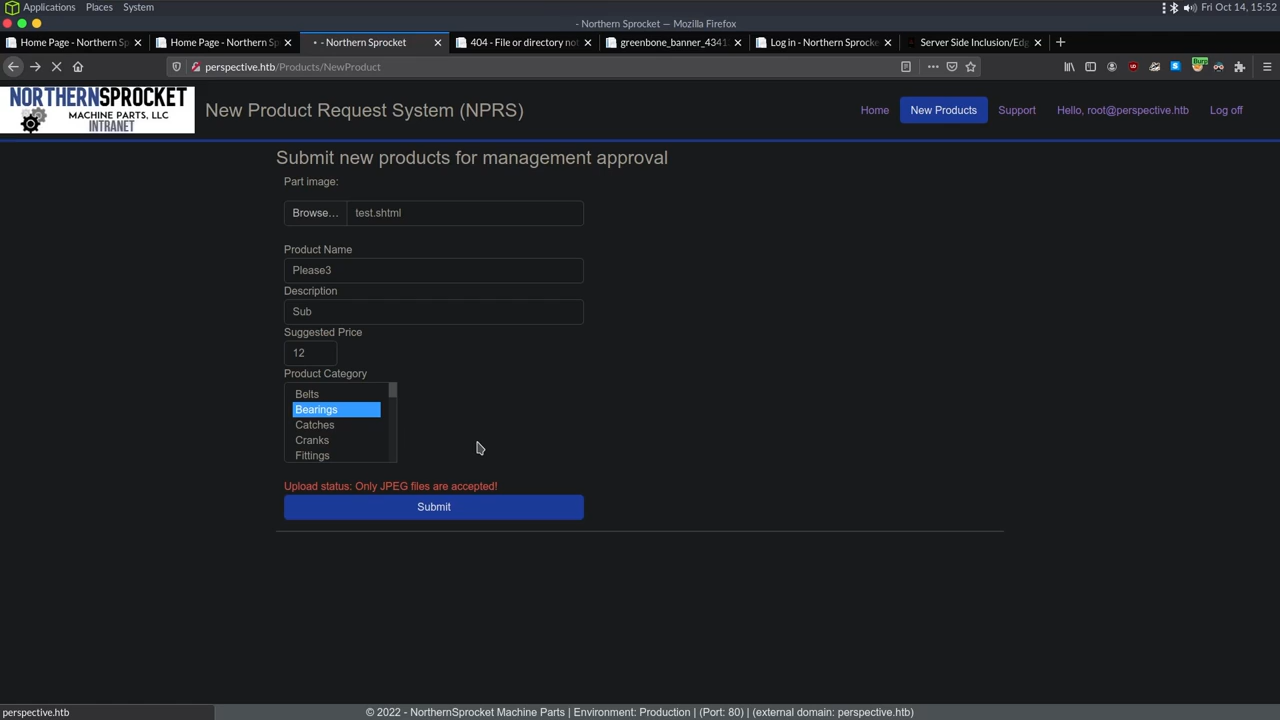 Applications Places System Fri Oct 14, 15:52
- Northern Sprocket — Mozilla Firefox
Home Page - Northern Sp Home Page - Northern Sp - Northern Sprocket 404 - File or directory not greenbone_banner_4341 Log in - Northern Sprocke Server Side Inclusion/Edg
perspective.htb/Products/NewProduct
NORTHERNSPROCKET
MACHINE PARTS, LLC
INTRANET
New Product Request System (NPRS)
Home New Products Support Hello, root@perspective.htb Log off
Submit new products for management approval
Part image:
Browse... test.shtml
Product Name
Please3
Description
Sub
Suggested Price
12
Product Category
Belts
Bearings
Catches
Cranks
Fittings
Upload status: Only JPEG files are accepted!
Submit
perspective.htb
© 2022 - NorthernSprocket Machine Parts | Environment: Production | (Port: 80) | (external domain: perspective.htb)